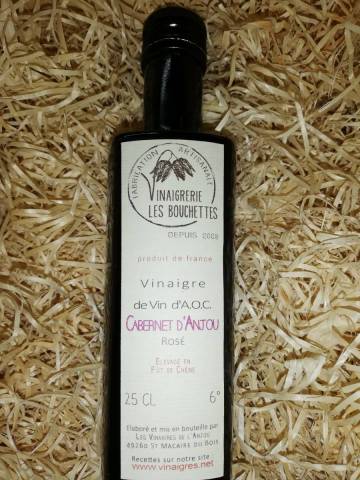 FABRICATION ARTISANALE
VINAIGRERIE
LES BOUCHETTES
DEPUIS 2008
produit de france
Vinaigre
de Vin d'A.O.C.
CABERNET D'ANJOU
ROSÉ
ELEVAGE EN
FÛT DE CHÊNE
25 CL 6°
Elaboré et mis en bouteille par
LES VINAIGRES DE L'ANJOU
49260 ST MACAIRE DU BOIS
Recettes sur notre site :
www.vinaigres.net